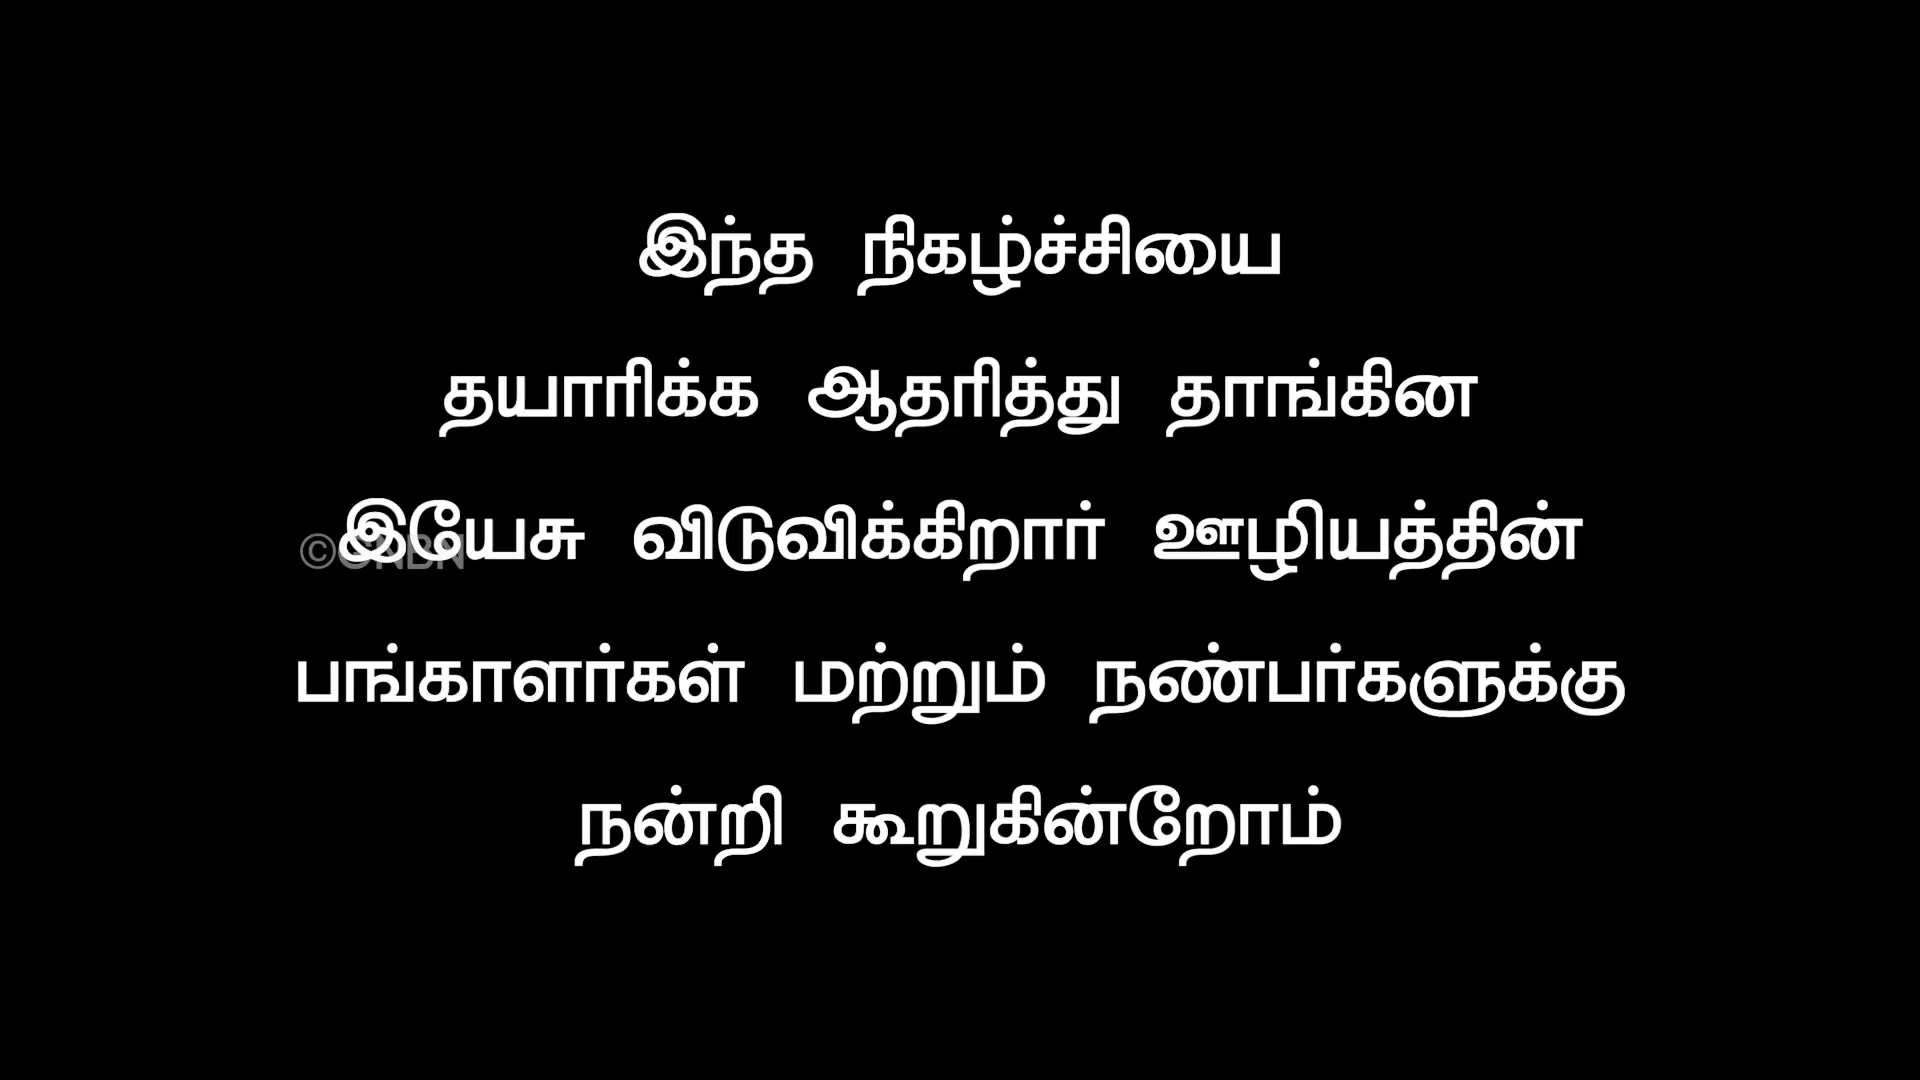 இந்த நிகழ்ச்சியை
தயாரிக்க ஆதரித்து தாங்கின
இயேசு விடுவிக்கிறார் ஊழியத்தின்
பங்காளர்கள் மற்றும் நண்பர்களுக்கு
நன்றி கூறுகின்றோம்